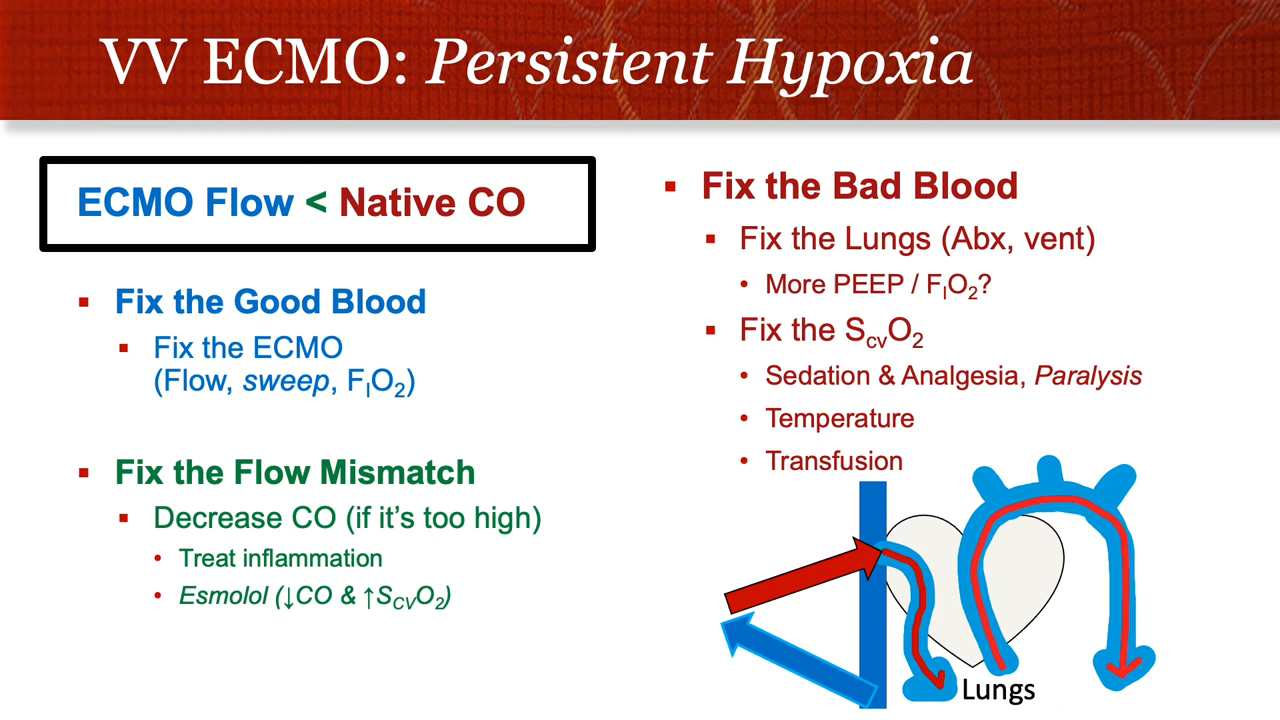 VV ECMO: Persistent Hypoxia
ECMO Flow < Native CO
Fix the Good Blood
Fix the ECMO
(Flow, sweep, FIO2)
Fix the Flow Mismatch
Decrease CO (if it's too high)
Treat inflammation
Esmolol (↓CO & ↑SCVO2)
Fix the Bad Blood
Fix the Lungs (Abx, vent)
More PEEP / FIO2?
Fix the ScvO2
Sedation & Analgesia, Paralysis
Temperature
Transfusion
Lungs